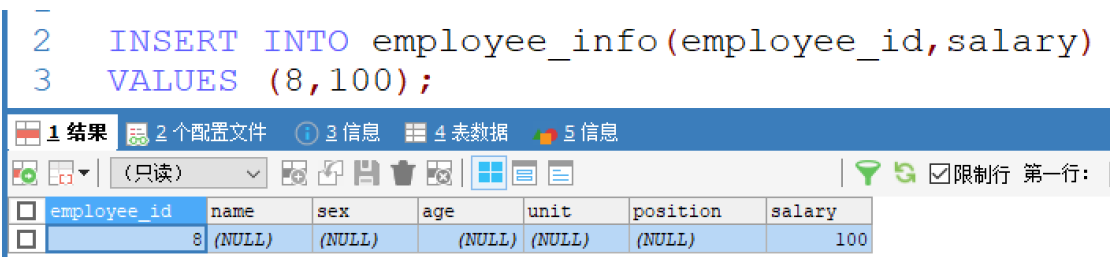 2 INSERT INTO employee_info(employee_id,salary)
3 VALUES (8,100);
1 结果 2 个配置文件 3 信息 4 表数据 5 信息
（只读） 限制行 第一行：
employee_id name sex age unit position salary
8 (NULL) (NULL) (NULL) (NULL) (NULL) 100